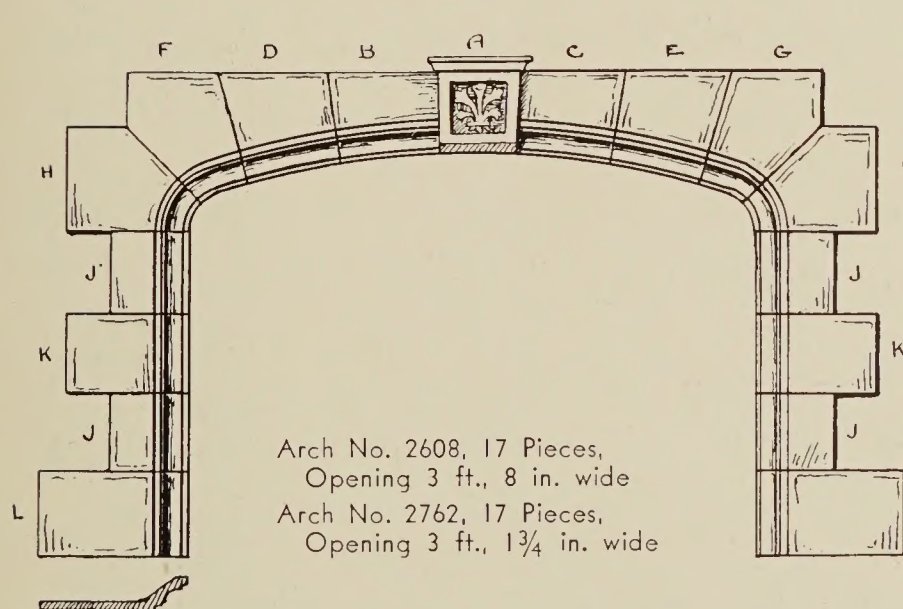 F D B A C E G
H
J J
K K
J J
L
Arch No. 2608, 17 Pieces,
Opening 3 ft., 8 in. wide
Arch No. 2762, 17 Pieces,
Opening 3 ft., 1¾ in. wide